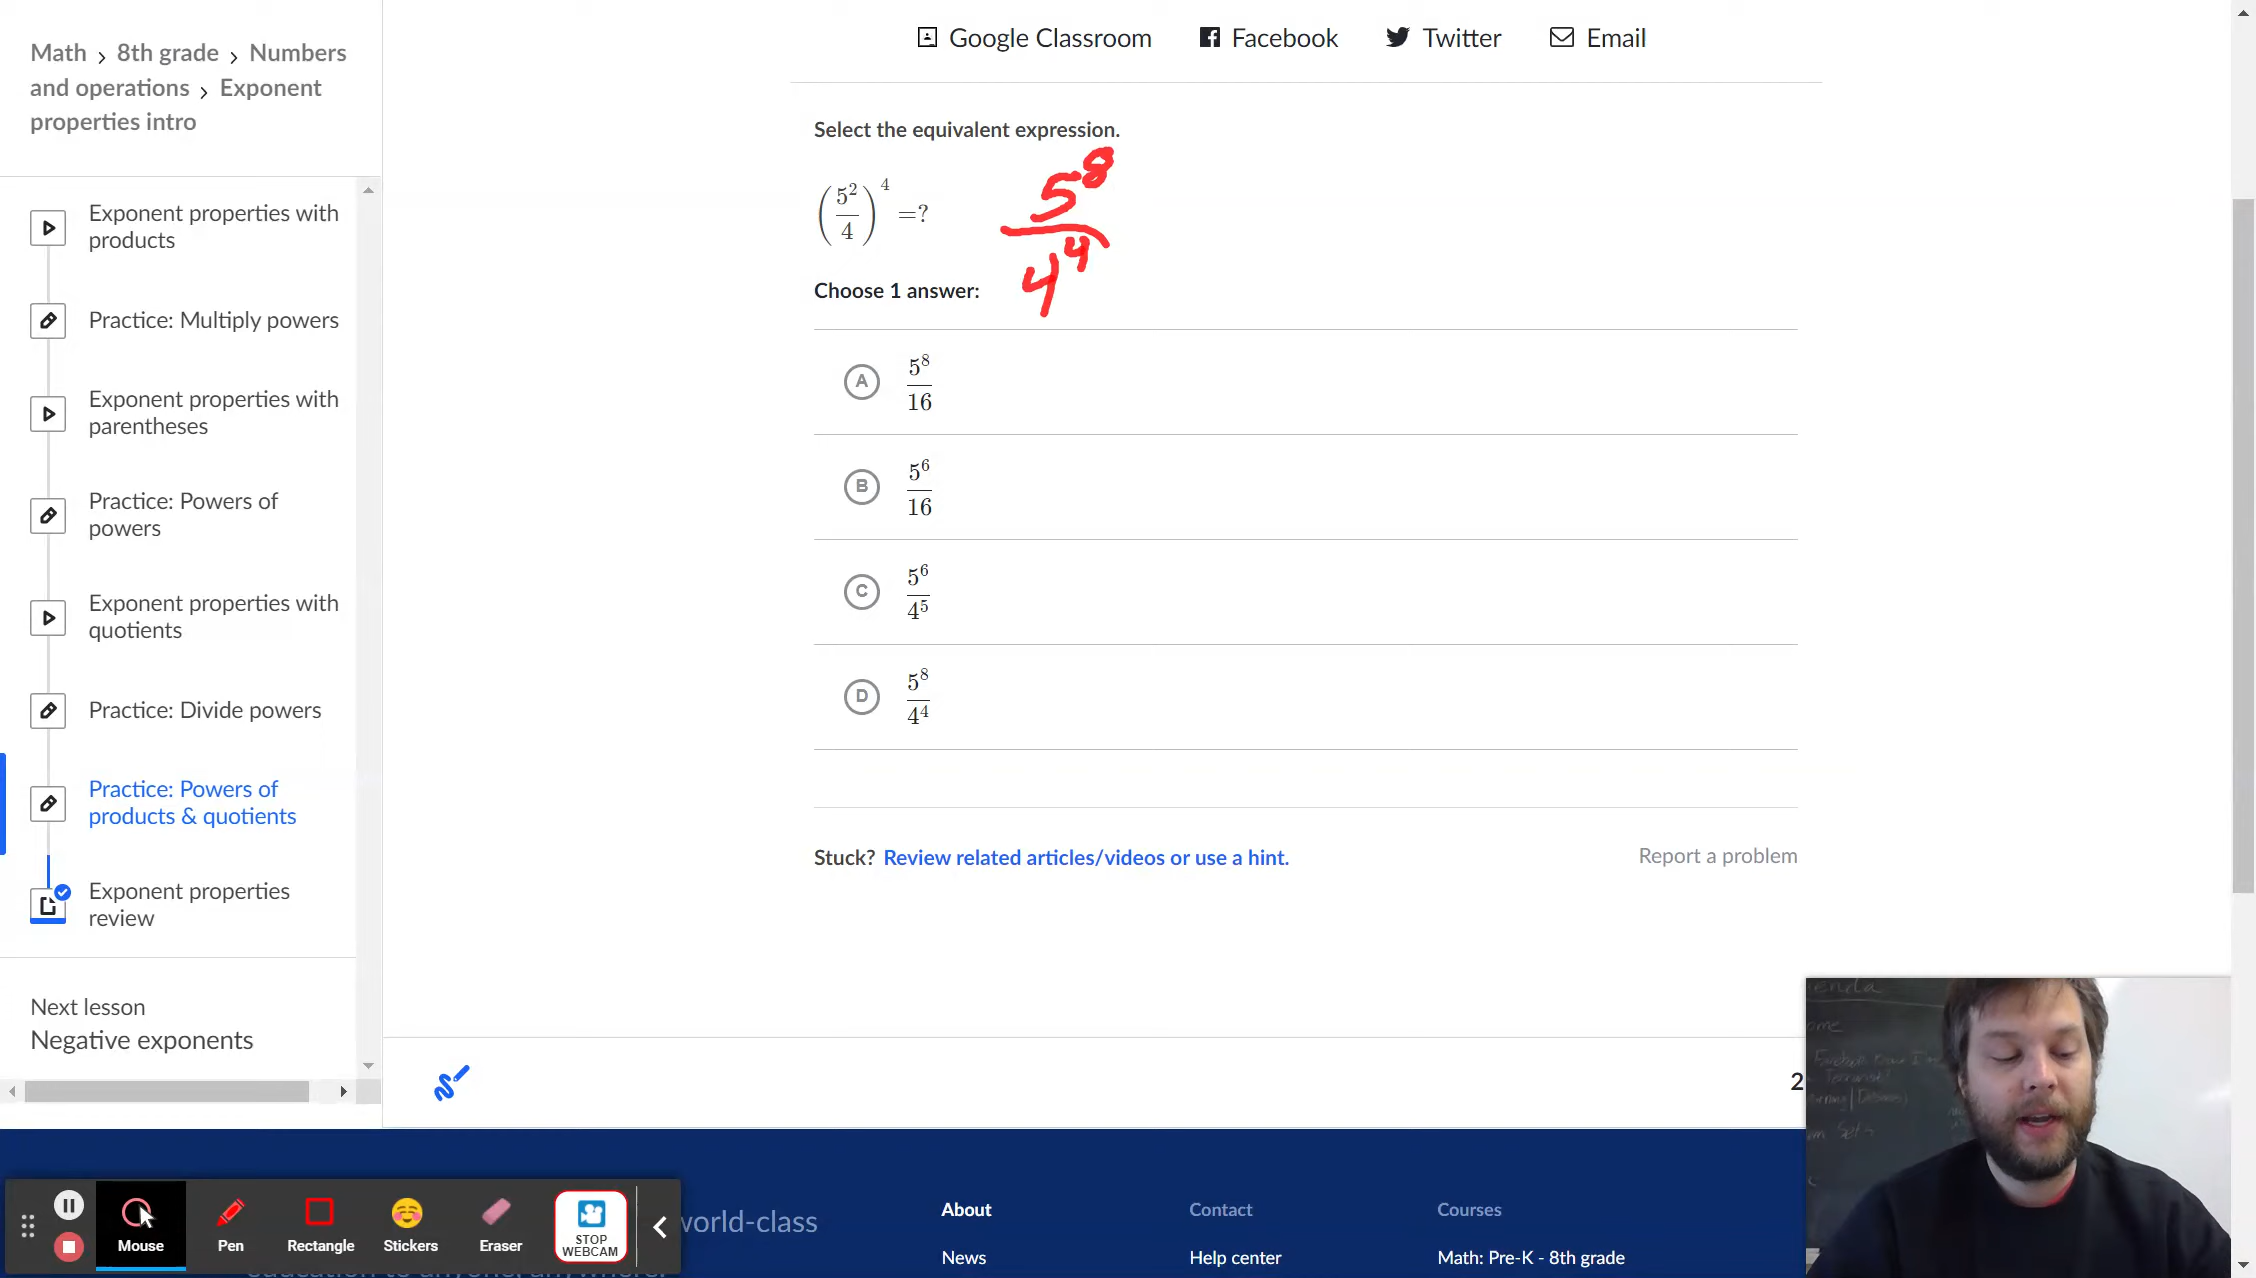 Math > 8th grade > Numbers
and operations > Exponent
properties intro
Exponent properties with
products
Practice: Multiply powers
Exponent properties with
parentheses
Practice: Powers of
powers
Exponent properties with
quotients
Practice: Divide powers
Practice: Powers of
products & quotients
Exponent properties
review
Next lesson
Negative exponents
Google Classroom Facebook Twitter Email
Select the equivalent expression.
(5²/4)⁴ =?
5⁸/4⁴
Choose 1 answer:
A 5⁸/16
B 5⁶/16
C 5⁶/4⁵
D 5⁸/4⁴
Stuck? Review related articles/videos or use a hint.
Report a problem
2
world-class
About
News
Contact
Help center
Courses
Math: Pre-K - 8th grade
Mouse
Pen
Rectangle
Stickers
Eraser
STOP
WEBCAM